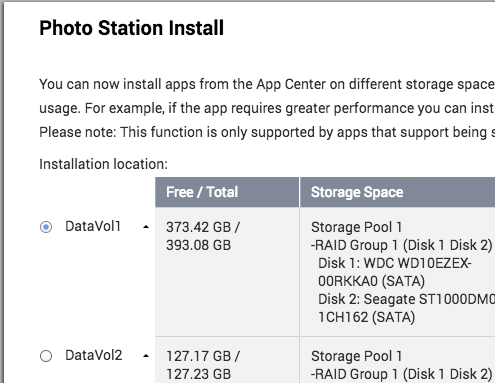 Photo Station Install
You can now install apps from the App Center on different storage space
usage. For example, if the app requires greater performance you can inst
Please note: This function is only supported by apps that support being s
Installation location:
Free / Total Storage Space
DataVol1 373.42 GB / Storage Pool 1
393.08 GB -RAID Group 1 (Disk 1 Disk 2)
Disk 1: WDC WD10EZEX-
00RKKA0 (SATA)
Disk 2: Seagate ST1000DM0
1CH162 (SATA)
DataVol2 127.17 GB / Storage Pool 1
127.23 GB -RAID Group 1 (Disk 1 Disk 2)